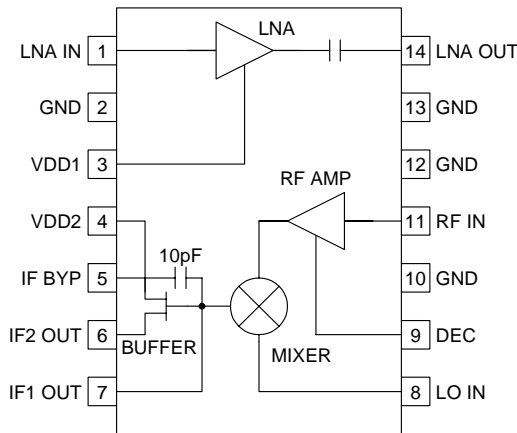 LNA
LNA IN 1
14 LNA OUT
GND 2
13 GND
VDD1 3
12 GND
RF AMP
VDD2 4
11 RF IN
10pF
IF BYP 5
10 GND
IF2 OUT 6
BUFFER
MIXER
9 DEC
IF1 OUT 7
8 LO IN